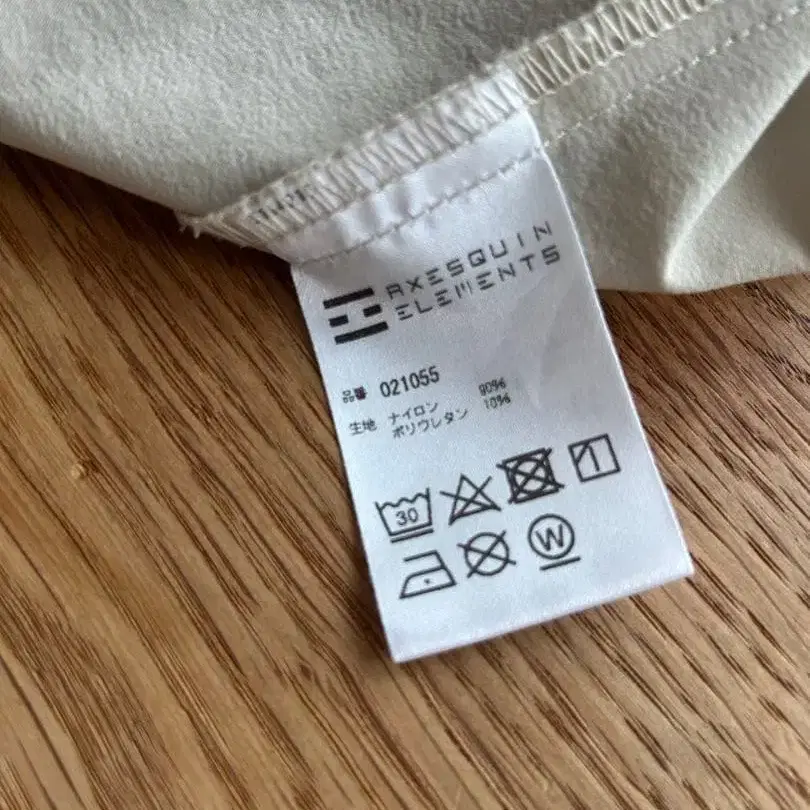 AXESQUIN
ELEMENTS
品番 021055
生地 ナイロン 90%
ポリウレタン 10%
30
W